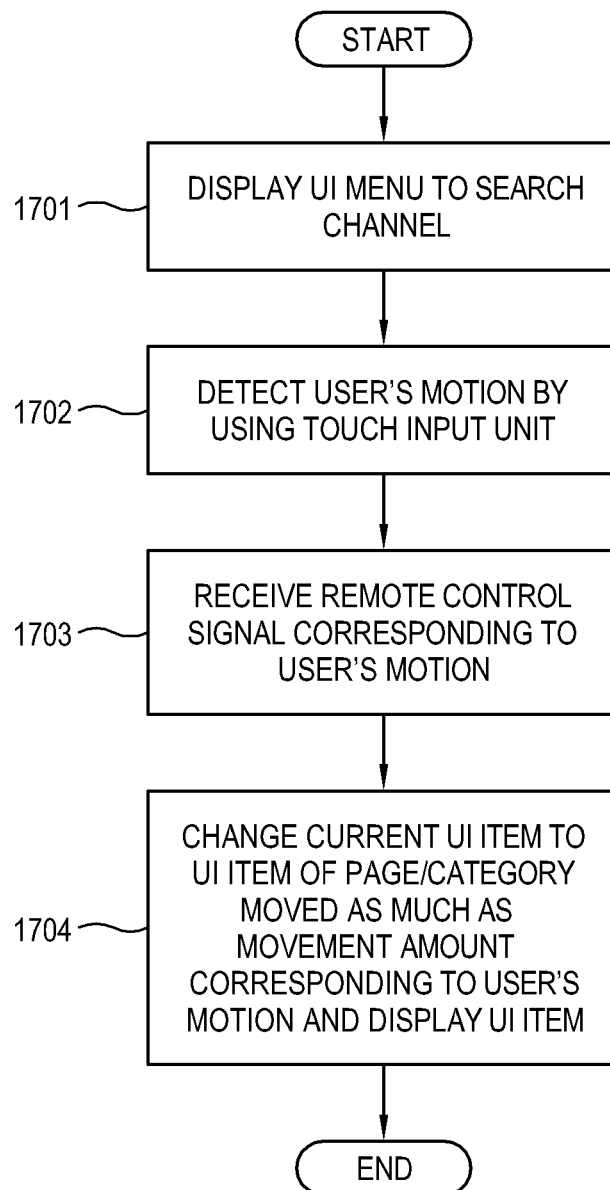 START
1701
DISPLAY UI MENU TO SEARCH
CHANNEL
1702
DETECT USER'S MOTION BY
USING TOUCH INPUT UNIT
1703
RECEIVE REMOTE CONTROL
SIGNAL CORRESPONDING TO
USER'S MOTION
1704
CHANGE CURRENT UI ITEM TO
UI ITEM OF PAGE/CATEGORY
MOVED AS MUCH AS
MOVEMENT AMOUNT
CORRESPONDING TO USER'S
MOTION AND DISPLAY UI ITEM
END